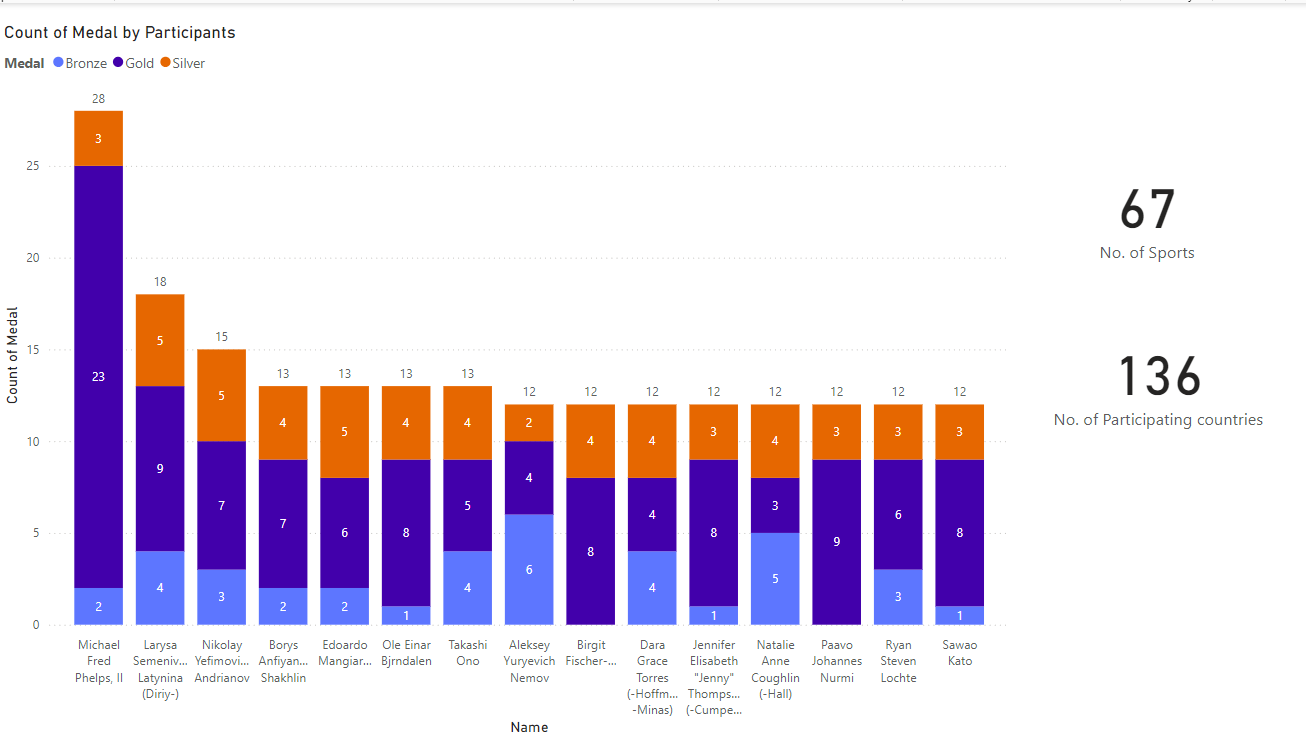 Count of Medal by Participants
Medal Bronze Gold Silver
28
3
23
2
18
5
9
4
15
5
7
3
13
4
7
2
13
5
6
2
13
4
8
1
13
4
5
4
12
2
4
6
12
4
8
12
4
4
4
12
3
8
1
12
4
3
5
12
3
9
12
3
6
3
12
3
8
1
25
20
15
10
5
0
Count of Medal
Michael
Fred
Phelps, II
Larysa
Semeniv...
Latynina
(Diriy-)
Nikolay
Yefimovi...
Andrianov
Borys
Anfiyan...
Shakhlin
Edoardo
Mangiar...
Ole Einar
Bjrndalen
Takashi
Ono
Aleksey
Yuryevich
Nemov
Birgit
Fischer-...
Dara
Grace
Torres
(-Hoffm...
-Minas)
Jennifer
Elisabeth
"Jenny"
Thomps...
(-Cumpe...
Natalie
Anne
Coughlin
(-Hall)
Paavo
Johannes
Nurmi
Ryan
Steven
Lochte
Sawao
Kato
Name
67
No. of Sports
136
No. of Participating countries